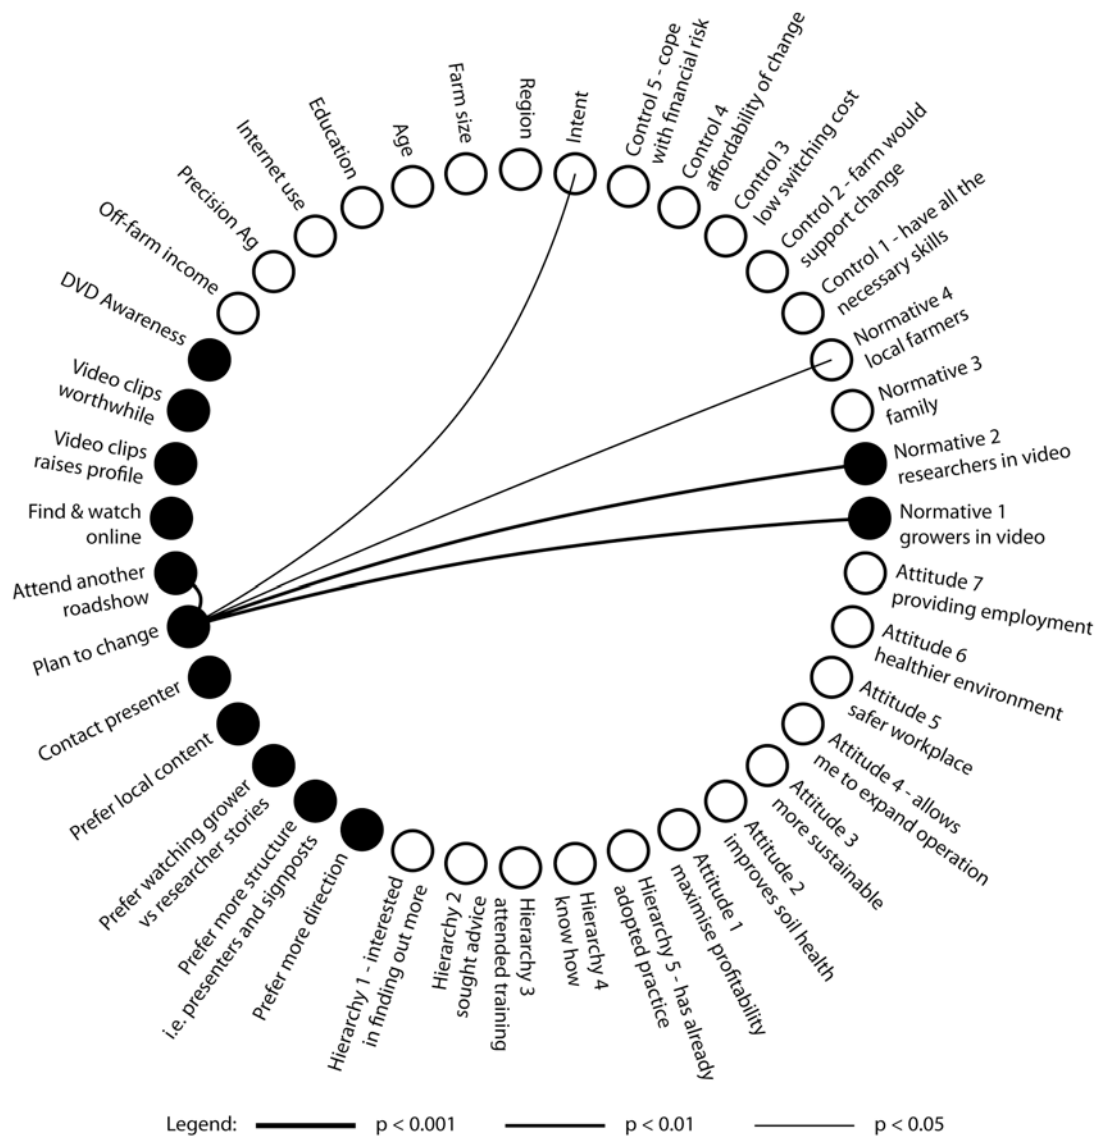 Region
Intent
Control 5 - cope
with financial risk
Control 4
affordability of change
Control 3
low switching cost
Control 2 - farm would
support change
Control 1 - have all the
necessary skills
Normative 4
local farmers
Normative 3
family
Normative 2
researchers in video
Normative 1
growers in video
Attitude 7
providing employment
Attitude 6
healthier environment
Attitude 5
safer workplace
Attitude 4 - allows
me to expand operation
Attitude 3
more sustainable
Attitude 2
improves soil health
Attitude 1
maximise profitability
Hierarchy 5 - has already
adopted practice
Hierarchy 4
know how
Hierarchy 3
attended training
Hierarchy 2
sought advice
Hierarchy 1 - interested
in finding out more
Prefer more direction
Prefer more structure
i.e. presenters and signposts
Prefer watching grower
vs researcher stories
Prefer local content
Contact presenter
Plan to change
Attend another
roadshow
Find & watch
online
Video clips
raises profile
Video clips
worthwhile
DVD Awareness
Off-farm income
Precision Ag
Internet use
Education
Age
Farm size
Legend: p < 0.001 p < 0.01 p < 0.05